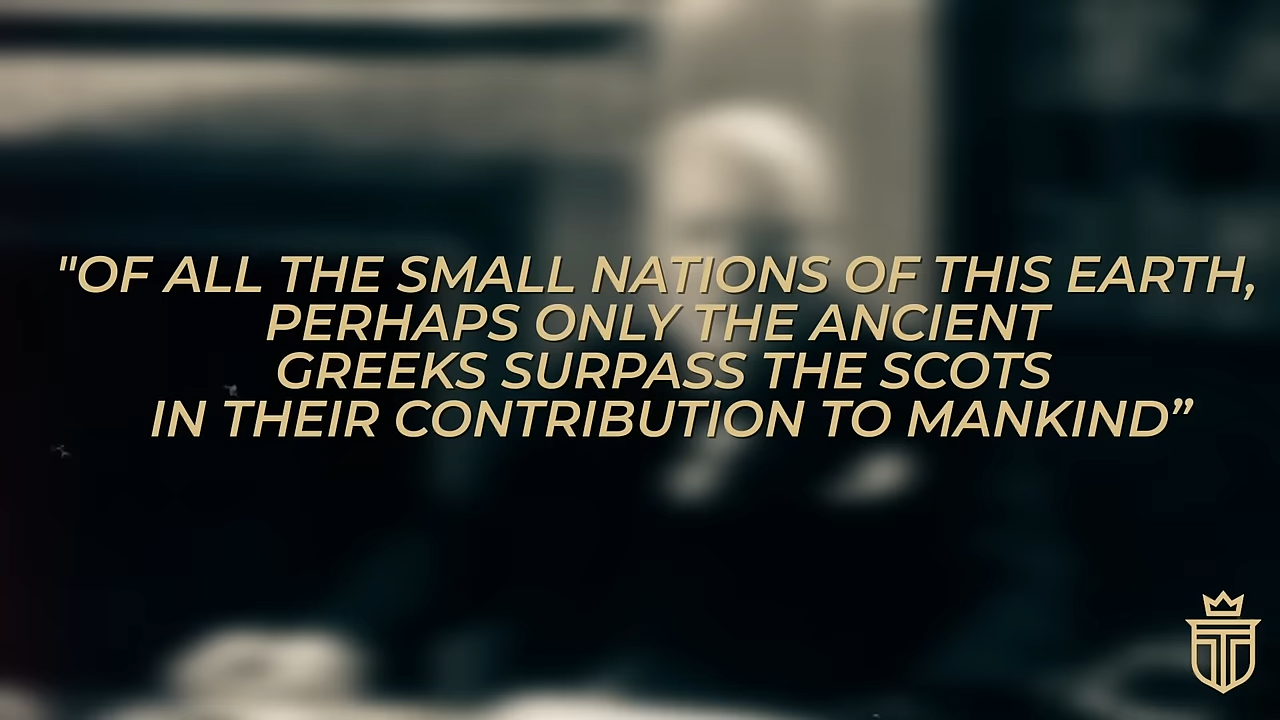 "OF ALL THE SMALL NATIONS OF THIS EARTH,
PERHAPS ONLY THE ANCIENT
GREEKS SURPASS THE SCOTS
IN THEIR CONTRIBUTION TO MANKIND”